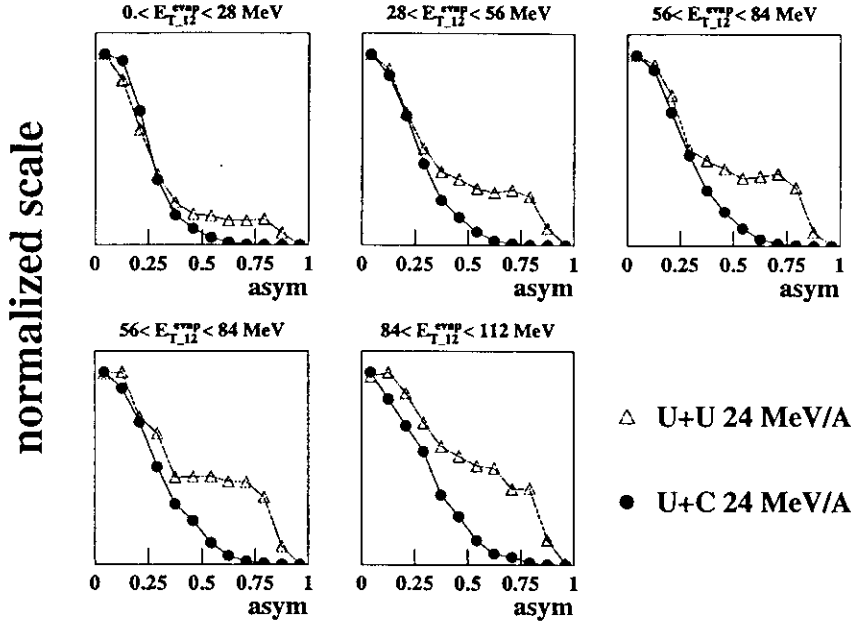 0.< E_T_12^evap < 28 MeV
28< E_T_12^evap < 56 MeV
56< E_T_12^evap < 84 MeV
normalized scale
0 0.25 0.5 0.75 1
asym
0 0.25 0.5 0.75 1
asym
0 0.25 0.5 0.75 1
asym
56< E_T_12^evap < 84 MeV
84< E_T_12^evap < 112 MeV
0 0.25 0.5 0.75 1
asym
0 0.25 0.5 0.75 1
asym
U+U 24 MeV/A
U+C 24 MeV/A